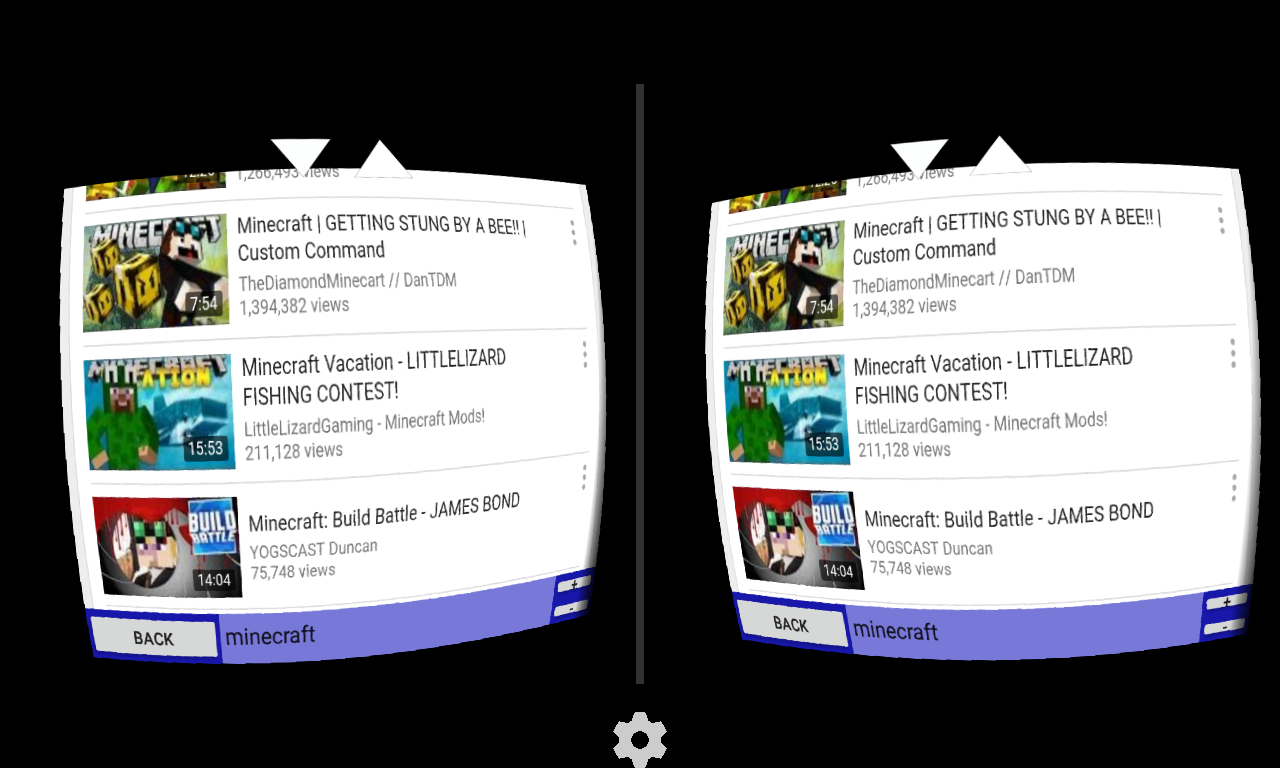 12:26
1,266,493 views
MINECRAFT
7:54
Minecraft | GETTING STUNG BY A BEE!! |
Custom Command
TheDiamondMinecart // DanTDM
1,394,382 views
MINECRAFT
ATION
15:53
Minecraft Vacation - LITTLELIZARD
FISHING CONTEST!
LittleLizardGaming - Minecraft Mods!
211,128 views
BUILD
BATTLE
14:04
Minecraft: Build Battle - JAMES BOND
YOGSCAST Duncan
75,748 views
BACK
minecraft
+
-
1,266,493 views
MINECRAFT
7:54
Minecraft | GETTING STUNG BY A BEE!! |
Custom Command
TheDiamondMinecart // DanTDM
1,394,382 views
MINECRAFT
ATION
15:53
Minecraft Vacation - LITTLELIZARD
FISHING CONTEST!
LittleLizardGaming - Minecraft Mods!
211,128 views
BUILD
BATTLE
14:04
Minecraft: Build Battle - JAMES BOND
YOGSCAST Duncan
75,748 views
BACK
minecraft
+
-